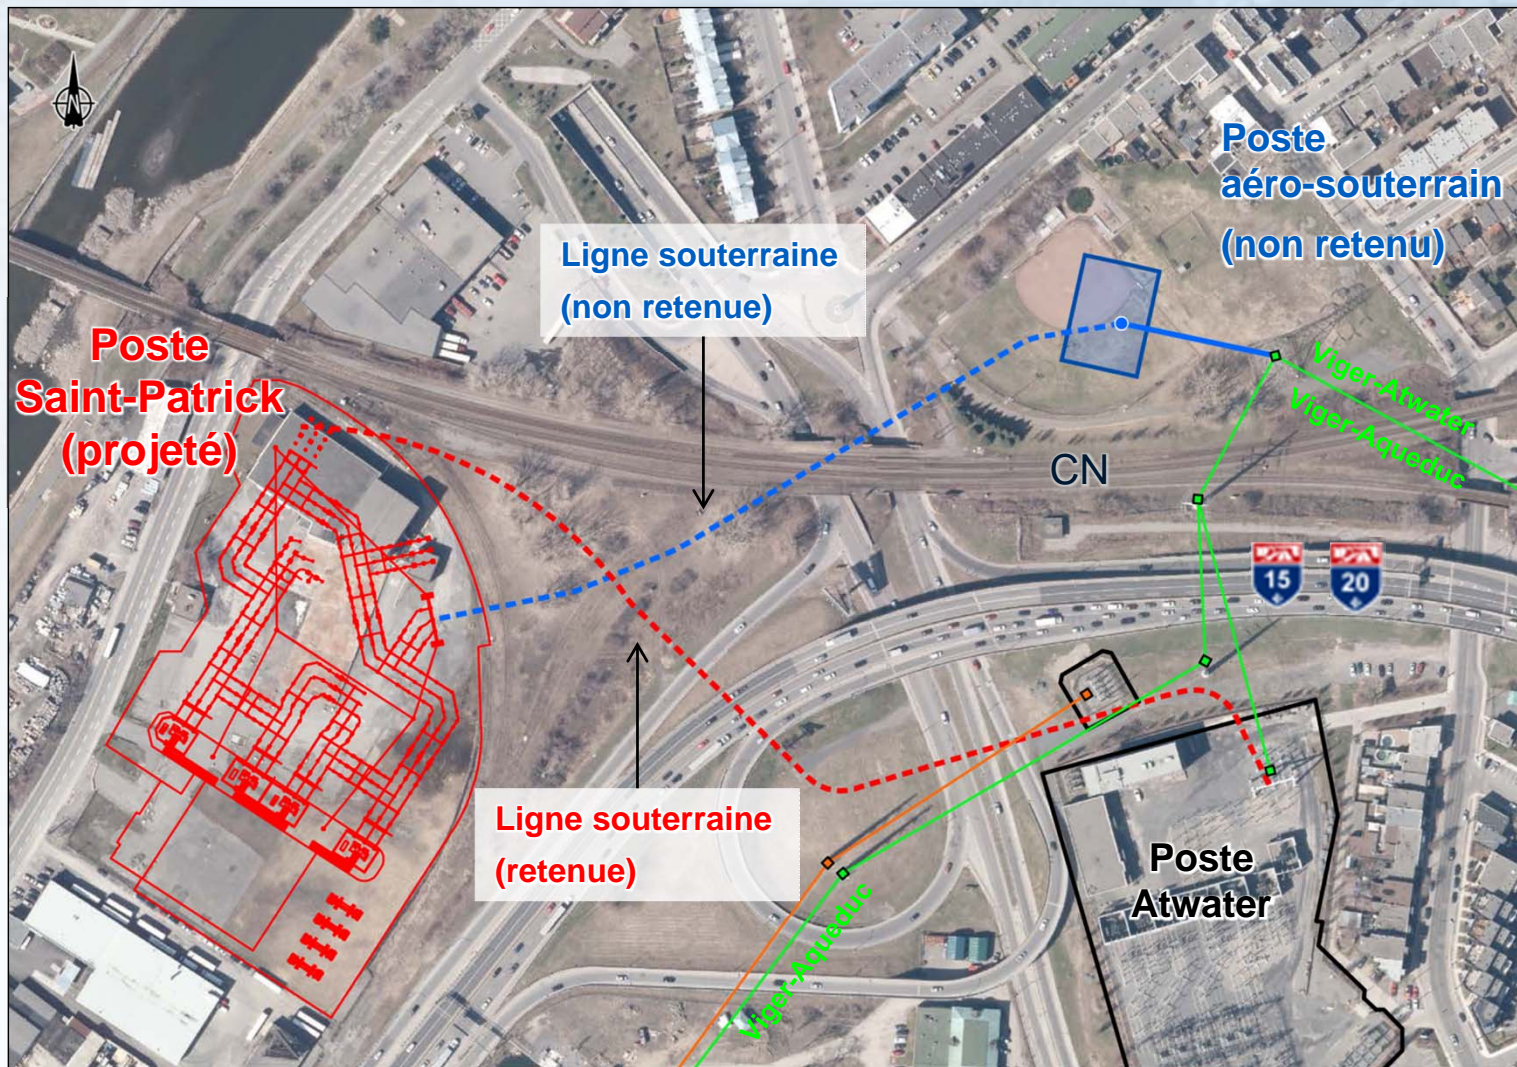 Poste
aéro-souterrain
(non retenu)
Ligne souterraine
(non retenue)
Poste
Saint-Patrick
(projeté)
Viger-Atwater
Viger-Aqueduc
CN
15
20
Ligne souterraine
(retenue)
Poste
Atwater
Viger-Aqueduc
N